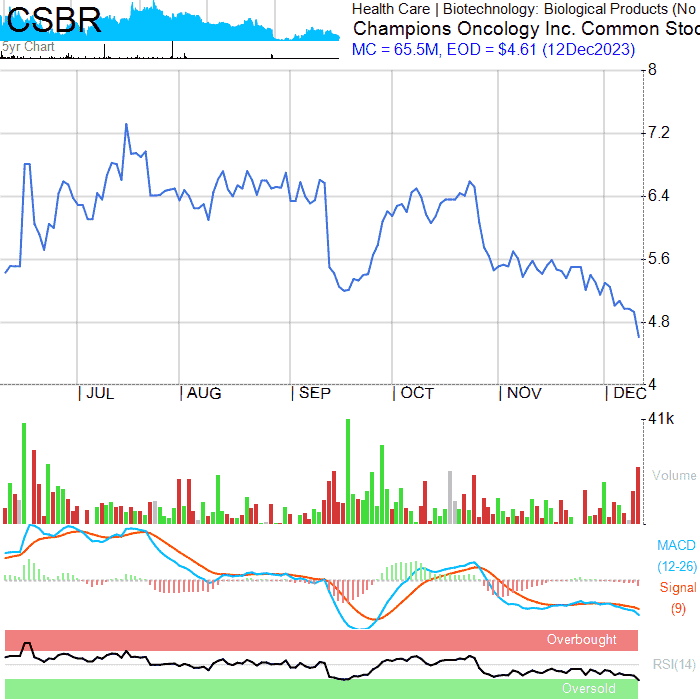 CSBR
5yr Chart
Health Care | Biotechnology: Biological Products (No
Champions Oncology Inc. Common Stoc
MC = 65.5M, EOD = $4.61 (12Dec2023)
8
7.2
6.4
5.6
4.8
4
| JUL | AUG | SEP | OCT | NOV | DEC
41k
Volume
MACD
(12-26)
Signal
(9)
Overbought
RSI(14)
Oversold